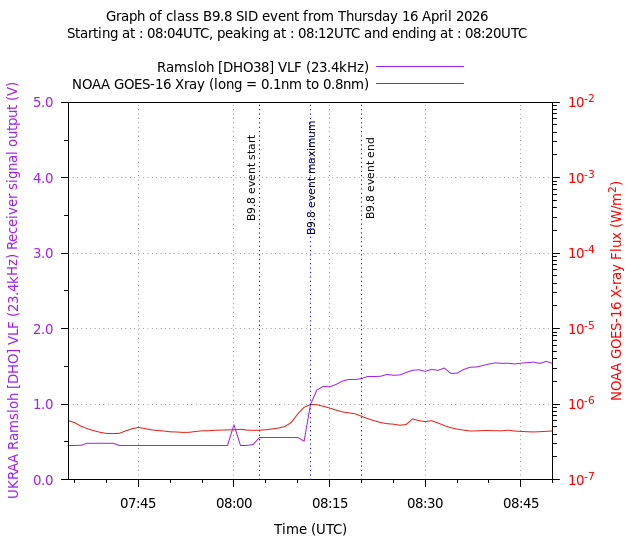 Graph of class B9.8 SID event from Thursday 16 April 2026
Starting at : 08:04UTC, peaking at : 08:12UTC and ending at : 08:20UTC
Ramsloh [DHO38] VLF (23.4kHz)
NOAA GOES-16 Xray (long = 0.1nm to 0.8nm)
UKRAA Ramsloh [DHO] VLF (23.4kHz) Receiver signal output (V)
5.0
4.0
3.0
2.0
1.0
0.0
B9.8 event start
B9.8 event maximum
B9.8 event end
10-2
10-3
10-4
10-5
10-6
10-7
NOAA GOES-16 X-ray Flux (W/m2)
07:45 08:00 08:15 08:30 08:45
Time (UTC)